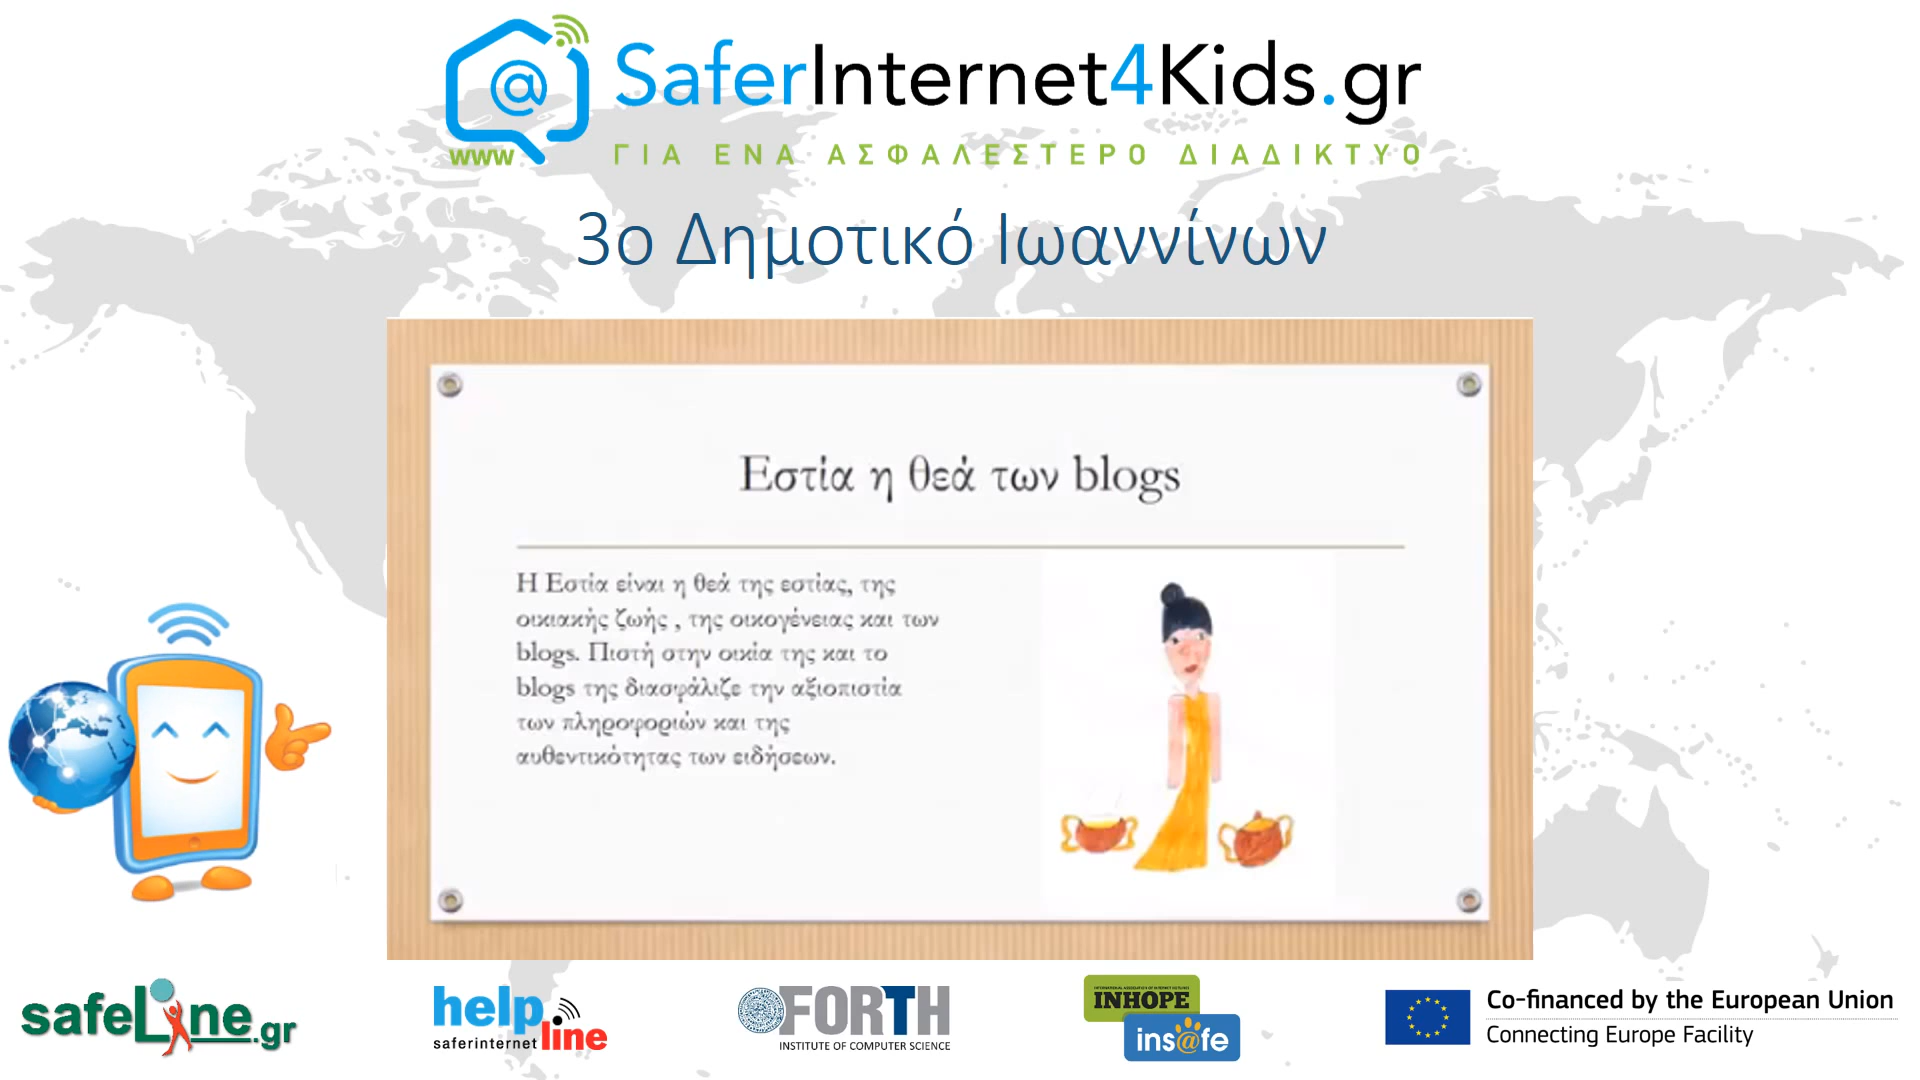 SaferInternet4Kids.gr
www ΓΙΑ ΕΝΑ ΑΣΦΑΛΕΣΤΕΡΟ ΔΙΑΔΙΚΤΥΟ
3ο Δημοτικό Ιωαννίνων
Εστία η θεά των blogs
Η Εστία είναι η θεά της εστίας, της
οικιακής ζωής , της οικογένειας και των
blogs. Πιστή στην οικία της και το
blogs της διασφάλιζε την αξιοπιστία
των πληροφοριών και της
αυθεντικότητας των ειδήσεων.
safeLine.gr
help
saferinternet line
FORTH
INSTITUTE OF COMPUTER SCIENCE
INHOPE
ins@fe
Co-financed by the European Union
Connecting Europe Facility